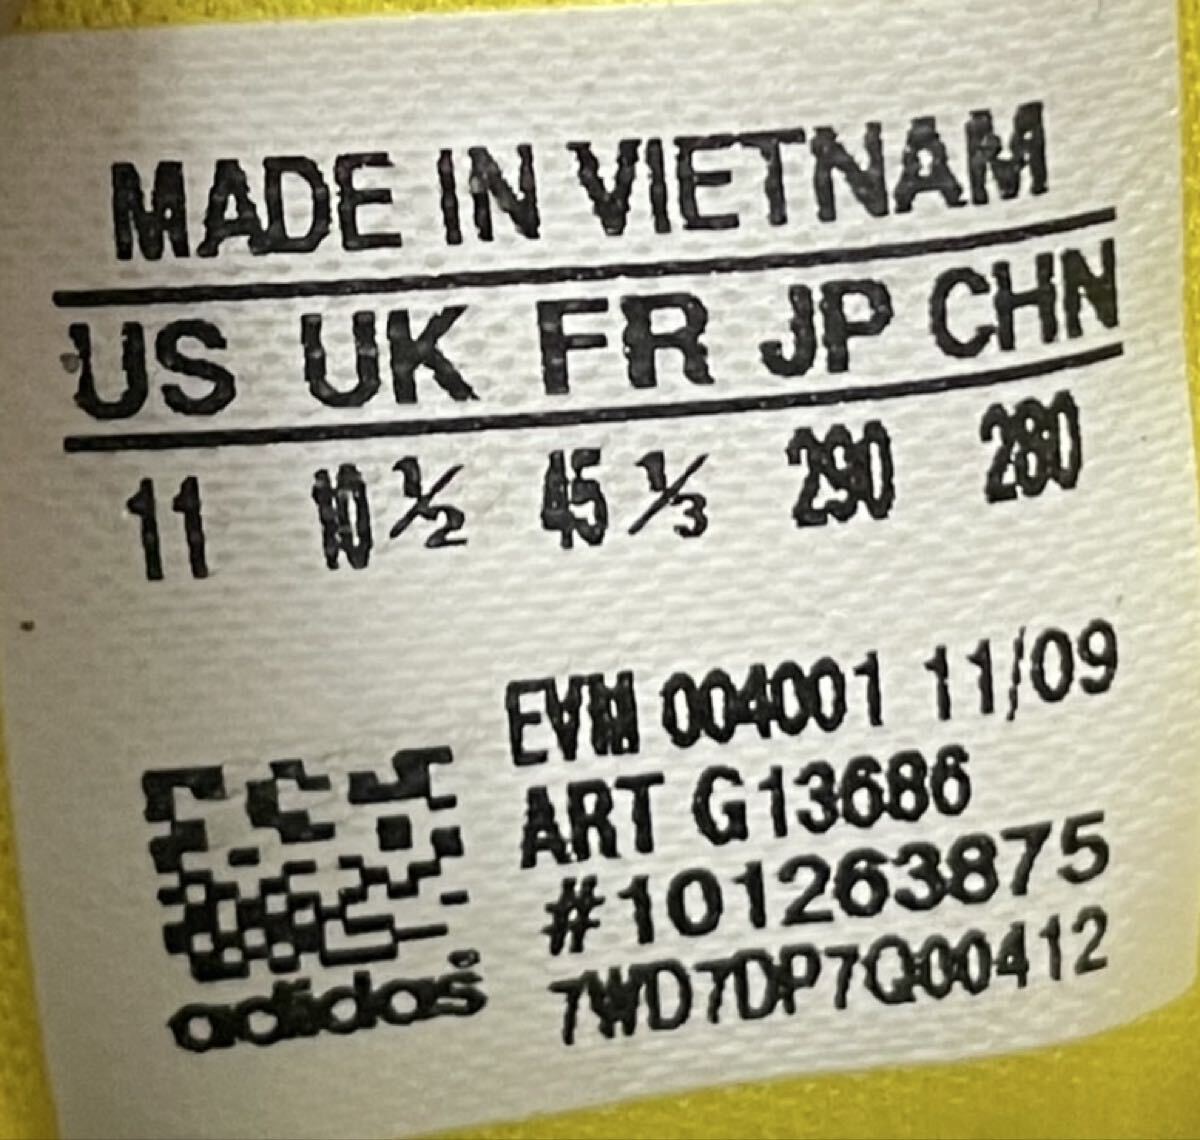 MADE IN VIETNAM
US UK FR JP CHN
11 10 ½ 45 ⅓ 290 280
EVM 004001 11/09
ART G13686
#101263875
7WD7DP7Q00412
adidas®